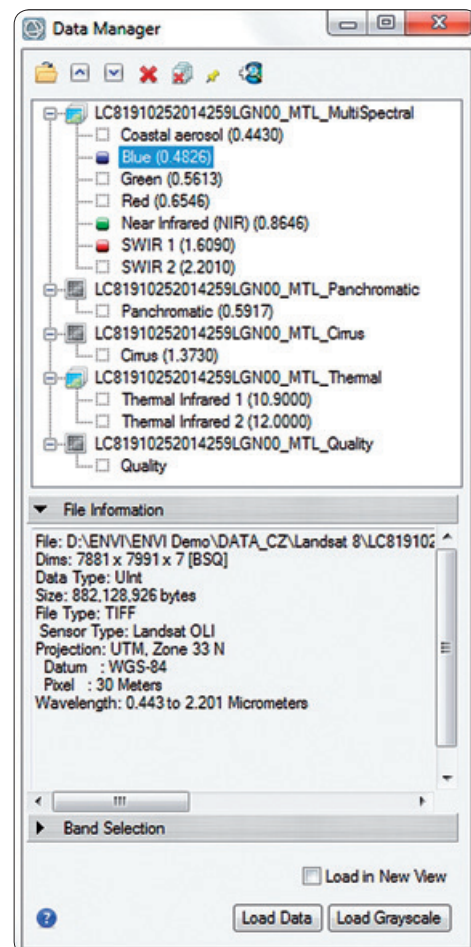 Data Manager
LC81910252014259LGN00_MTL_MultiSpectral
Coastal aerosol (0.4430)
Blue (0.4826)
Green (0.5613)
Red (0.6546)
Near Infrared (NIR) (0.8646)
SWIR 1 (1.6090)
SWIR 2 (2.2010)
LC81910252014259LGN00_MTL_Panchromatic
Panchromatic (0.5917)
LC81910252014259LGN00_MTL_Cirrus
Cirrus (1.3730)
LC81910252014259LGN00_MTL_Thermal
Thermal Infrared 1 (10.9000)
Thermal Infrared 2 (12.0000)
LC81910252014259LGN00_MTL_Quality
Quality
File Information
File: D:\ENVI\ENVI Demo\DATA_CZ\Landsat 8\LC819102
Dims: 7881 x 7991 x 7 [BSQ]
Data Type: UInt
Size: 882,128,926 bytes
File Type: TIFF
Sensor Type: Landsat OLI
Projection: UTM, Zone 33 N
Datum : WGS-84
Pixel : 30 Meters
Wavelength: 0.443 to 2.201 Micrometers
Band Selection
Load in New View
Load Data Load Grayscale